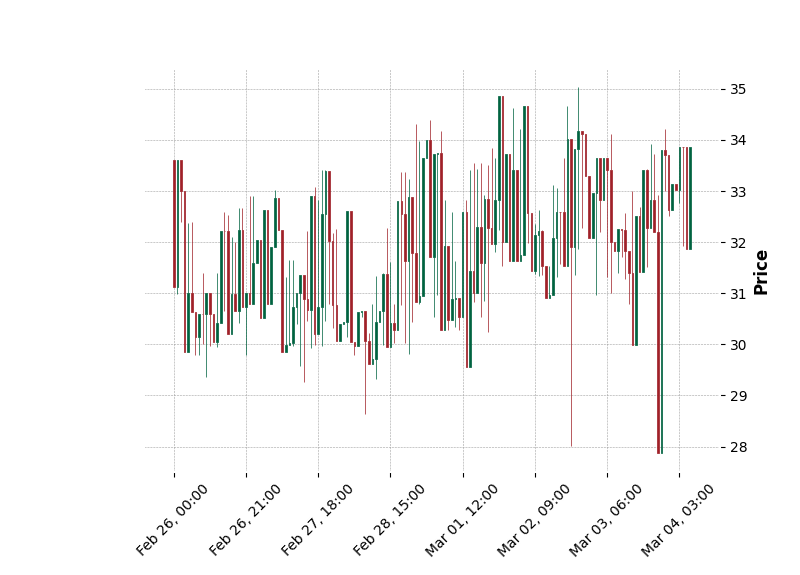 35
34
33
32
31
30
29
28
Price
Feb 26, 00:00
Feb 26, 21:00
Feb 27, 18:00
Feb 28, 15:00
Mar 01, 12:00
Mar 02, 09:00
Mar 03, 06:00
Mar 04, 03:00